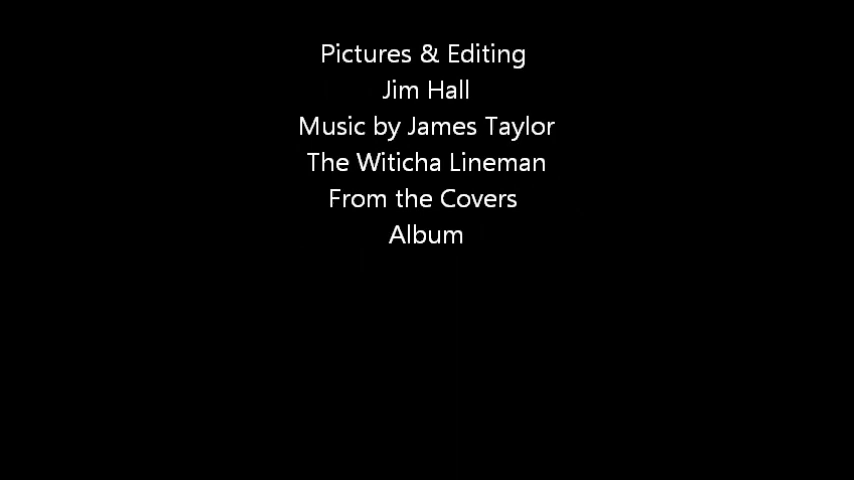 Pictures & Editing
Jim Hall
Music by James Taylor
The Witicha Lineman
From the Covers
Album